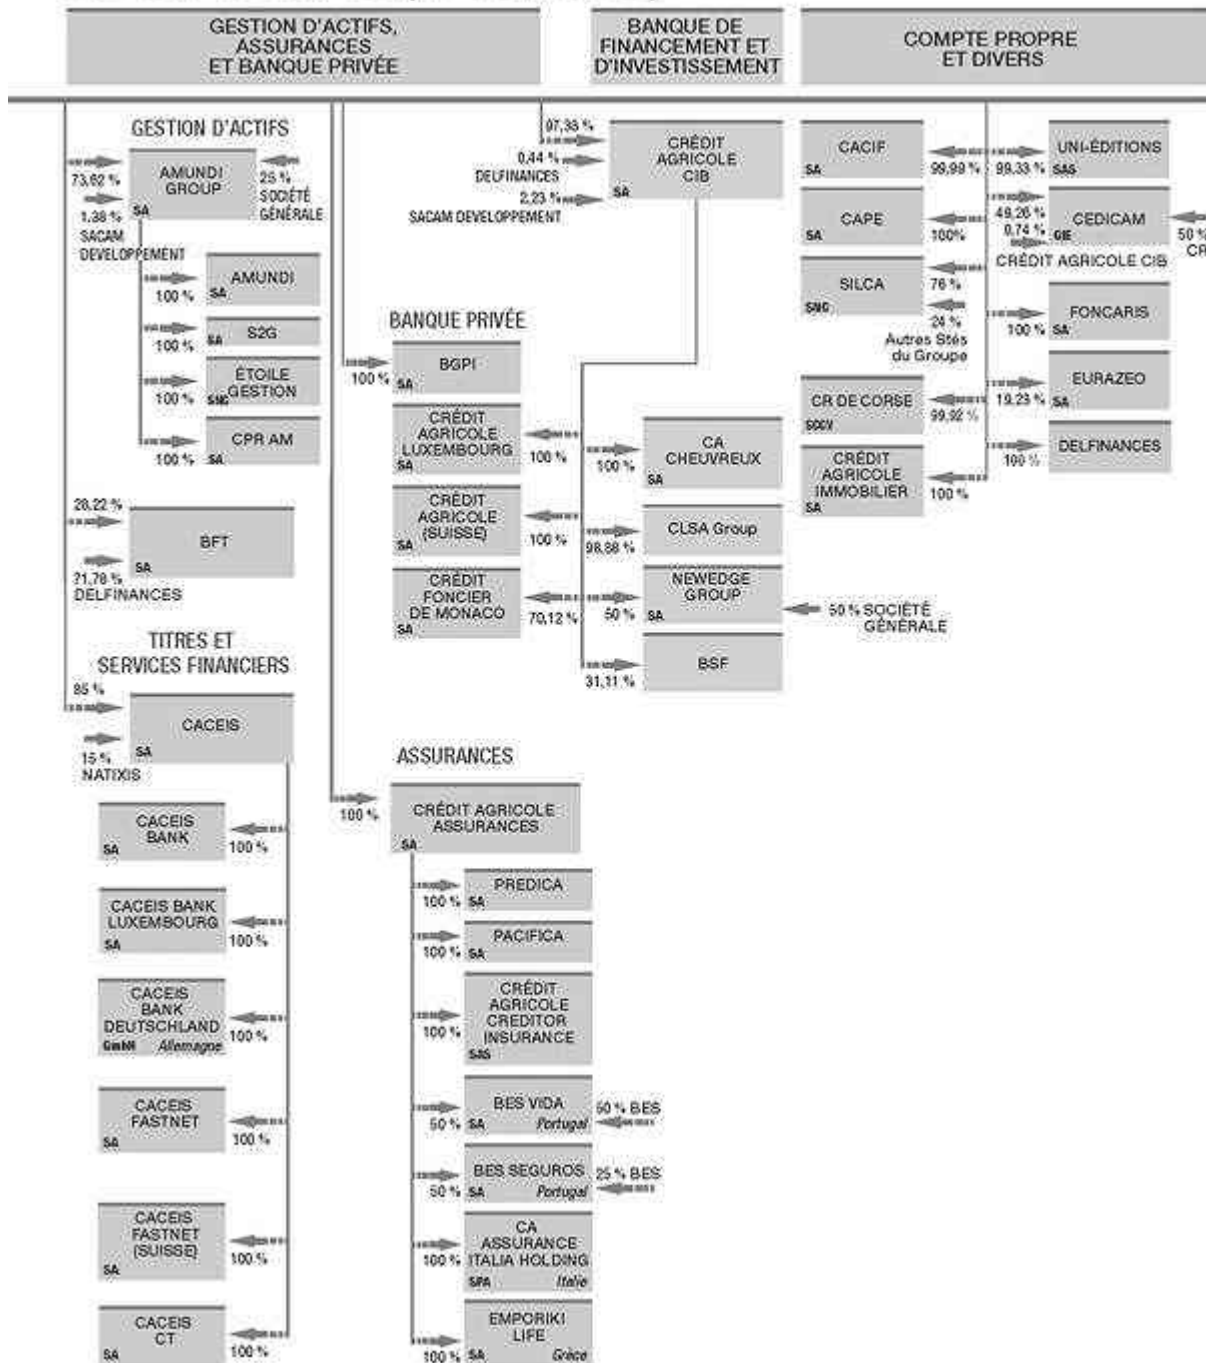 GESTION D'ACTIFS,
ASSURANCES
ET BANQUE PRIVÉE
BANQUE DE
FINANCEMENT ET
D'INVESTISSEMENT
COMPTE PROPRE
ET DIVERS
GESTION D'ACTIFS
73,62 %
AMUNDI
GROUP
SA
25 %
SOCIÉTÉ
GÉNÉRALE
1,38 %
SACAM
DEVELOPPEMENT
100 %
AMUNDI
SA
100 %
S2G
SA
100 %
ÉTOILE
GESTION
SNC
100 %
CPR AM
SA
28,22 %
BFT
SA
21,78 %
DELFINANCES
TITRES ET
SERVICES FINANCIERS
85 %
CACEIS
SA
15 %
NATIXIS
CACEIS
BANK
SA
100 %
CACEIS BANK
LUXEMBOURG
SA
100 %
CACEIS
BANK
DEUTSCHLAND
GmbH Allemagne
100 %
CACEIS
FASTNET
SA
100 %
CACEIS
FASTNET
(SUISSE)
SA
100 %
CACEIS
CT
SA
100 %
BANQUE PRIVÉE
100 %
BGPI
SA
CRÉDIT
AGRICOLE
LUXEMBOURG
SA
100 %
CRÉDIT
AGRICOLE
(SUISSE)
SA
100 %
CRÉDIT
FONCIER
DE MONACO
SA
70,12 %
ASSURANCES
100 %
CRÉDIT AGRICOLE
ASSURANCES
SA
PREDICA
100 % SA
PACIFICA
100 % SA
CRÉDIT
AGRICOLE
CREDITOR
INSURANCE
100 %
SAS
BES VIDA
50 % BES
50 % SA Portugal
BES SEGUROS
25 % BES
50 % SA Portugal
CA
ASSURANCE
ITALIA HOLDING
100 %
SPA Italie
EMPORIKI
LIFE
100 % SA Grèce
97,33 %
CRÉDIT
AGRICOLE
CIB
SA
0,44 %
DELFINANCES
2,23 %
SACAM DEVELOPPEMENT
CA
CHEUVREUX
100 %
SA
CLSA Group
98,88 %
NEWEDGE
GROUP
50 %
SA
50 % SOCIÉTÉ
GÉNÉRALE
BSF
31,11 %
CACIF
SA
99,99 %
CAPE
SA
100%
SILCA
SNC
76 %
24 %
Autres Stés
du Groupe
CR DE CORSE
SCCV
99,92 %
CRÉDIT
AGRICOLE
IMMOBILIER
SA
100 %
UNI-ÉDITIONS
99,33 %
SAS
49,26 %
0,74 %
CEDICAM
GIE
50 %
CR
CRÉDIT AGRICOLE CIB
FONCARIS
100 % SA
EURAZEO
19,23 %
SA
DELFINANCES
100 %